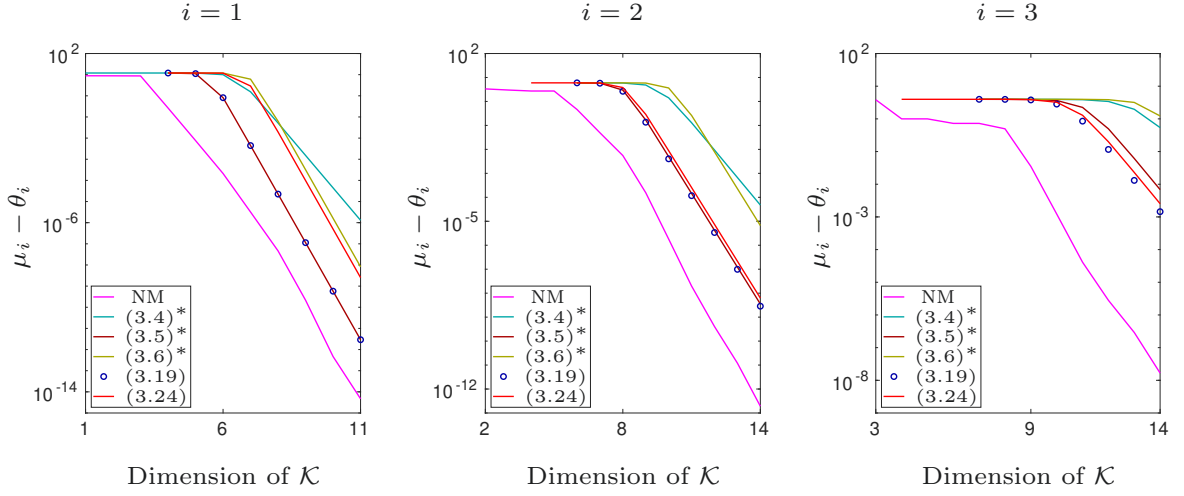 i = 1
10^2
10^-6
10^-14
μ_i − θ_i
NM
(3.4)*
(3.5)*
(3.6)*
(3.19)
(3.24)
1
6
11
Dimension of 𝒦
i = 2
10^2
10^-5
10^-12
μ_i − θ_i
NM
(3.4)*
(3.5)*
(3.6)*
(3.19)
(3.24)
2
8
14
Dimension of 𝒦
i = 3
10^2
10^-3
10^-8
μ_i − θ_i
NM
(3.4)*
(3.5)*
(3.6)*
(3.19)
(3.24)
3
9
14
Dimension of 𝒦